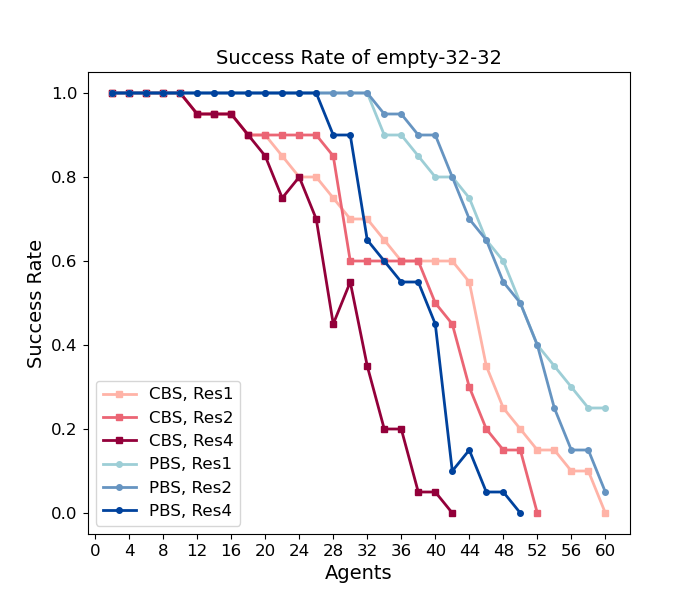 Success Rate of empty-32-32
Success Rate
1.0
0.8
0.6
0.4
0.2
0.0
CBS, Res1
CBS, Res2
CBS, Res4
PBS, Res1
PBS, Res2
PBS, Res4
0 4 8 12 16 20 24 28 32 36 40 44 48 52 56 60
Agents